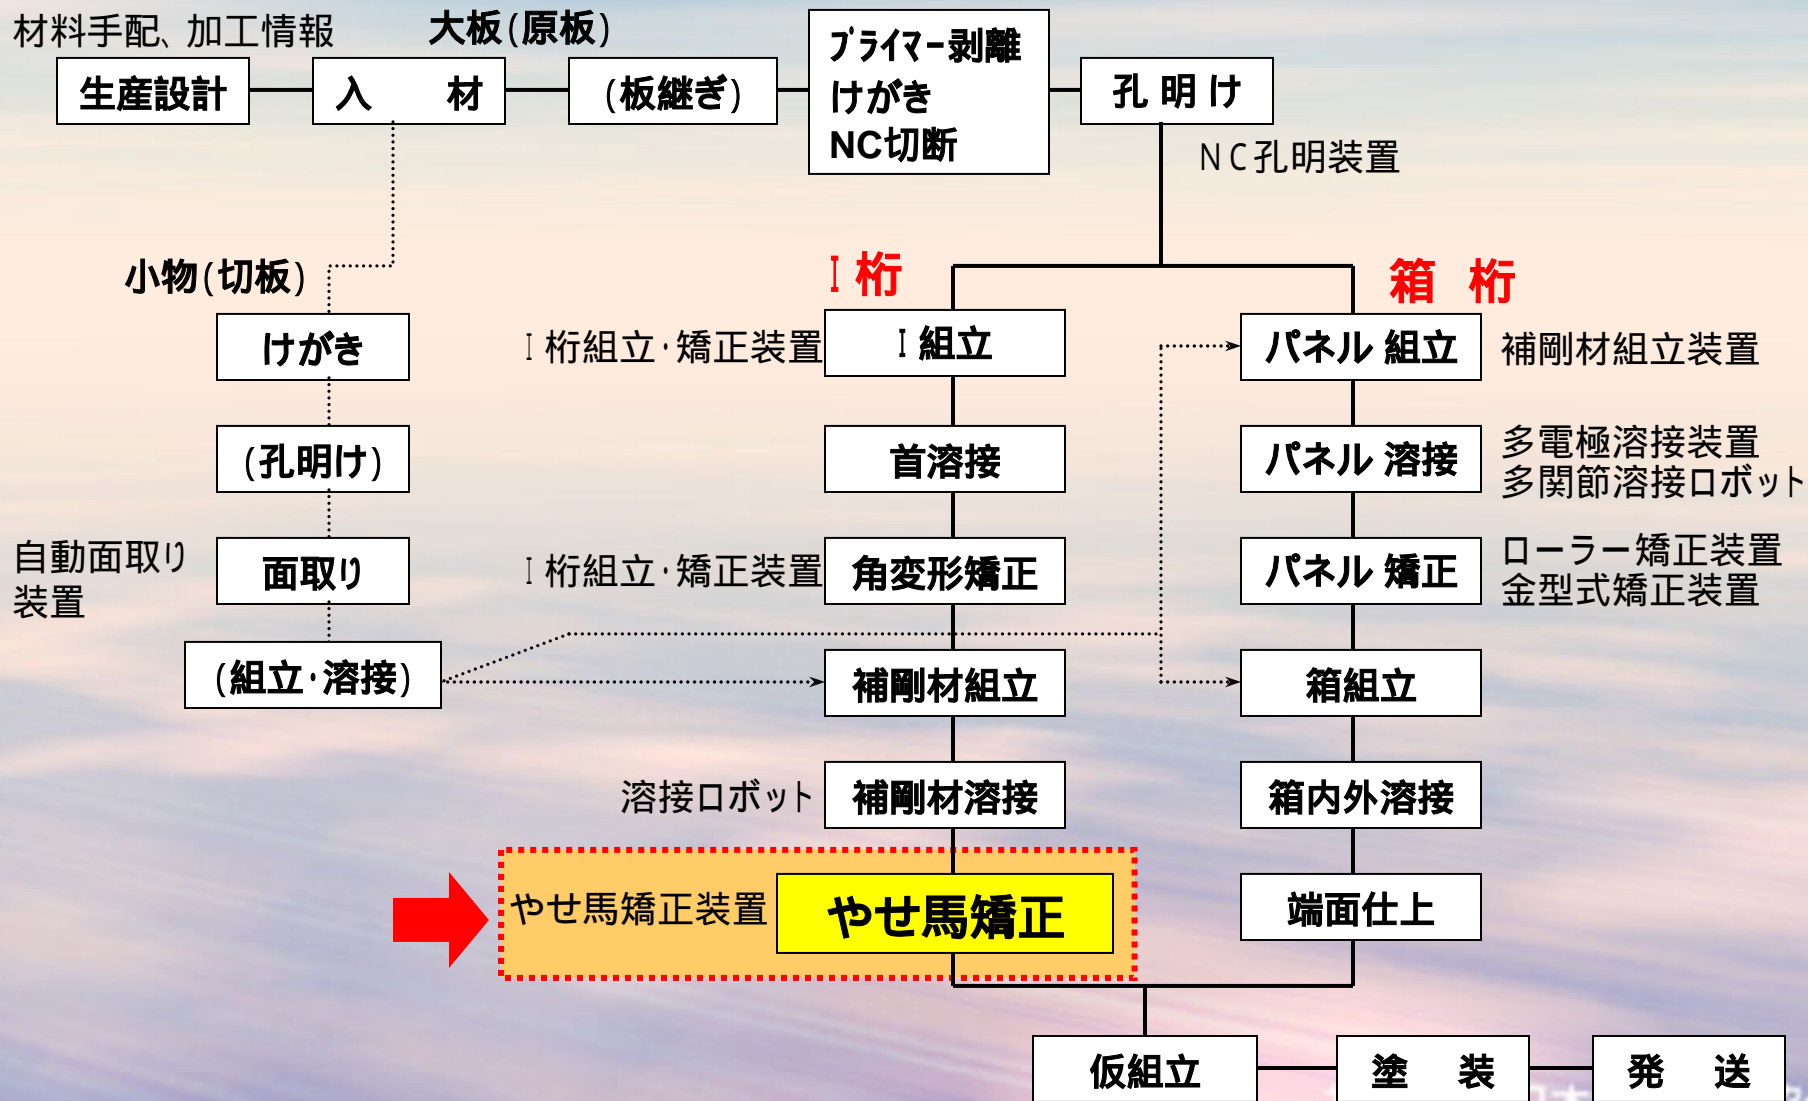 材料手配、加工情報
大板(原板)
生産設計
入　材
(板継ぎ)
プライマー剥離
けがき
NC切断
孔明け
NC孔明装置
小物(切板)
I桁
箱 桁
けがき
I桁組立・矯正装置
I組立
パネル 組立
補剛材組立装置
(孔明け)
首溶接
パネル 溶接
多電極溶接装置
多関節溶接ロボット
自動面取り
装置
面取り
I桁組立・矯正装置
角変形矯正
パネル 矯正
ローラー矯正装置
金型式矯正装置
(組立・溶接)
補剛材組立
箱組立
溶接ロボット
補剛材溶接
箱内外溶接
やせ馬矯正装置
やせ馬矯正
端面仕上
仮組立
塗　装
発　送